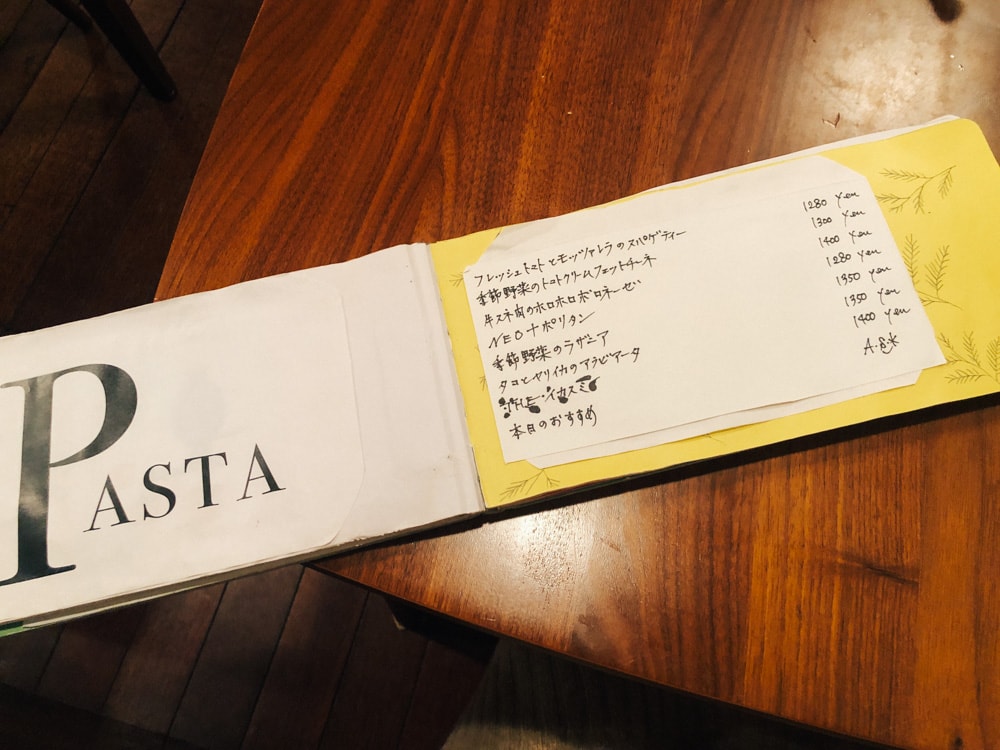 PASTA
フレッシュトマトとモッツァレラのスパゲティー 1280 yen
季節野菜のトマトクリームフェットチーネ 1300 yen
牛スネ肉のホロホロボロネーゼ 1400 yen
NEOナポリタン 1280 yen
季節野菜のラザニア 1350 yen
タコとヤリイカのアラビアータ 1350 yen
イカスミ 1400 yen
本日のおすすめ A.S.K